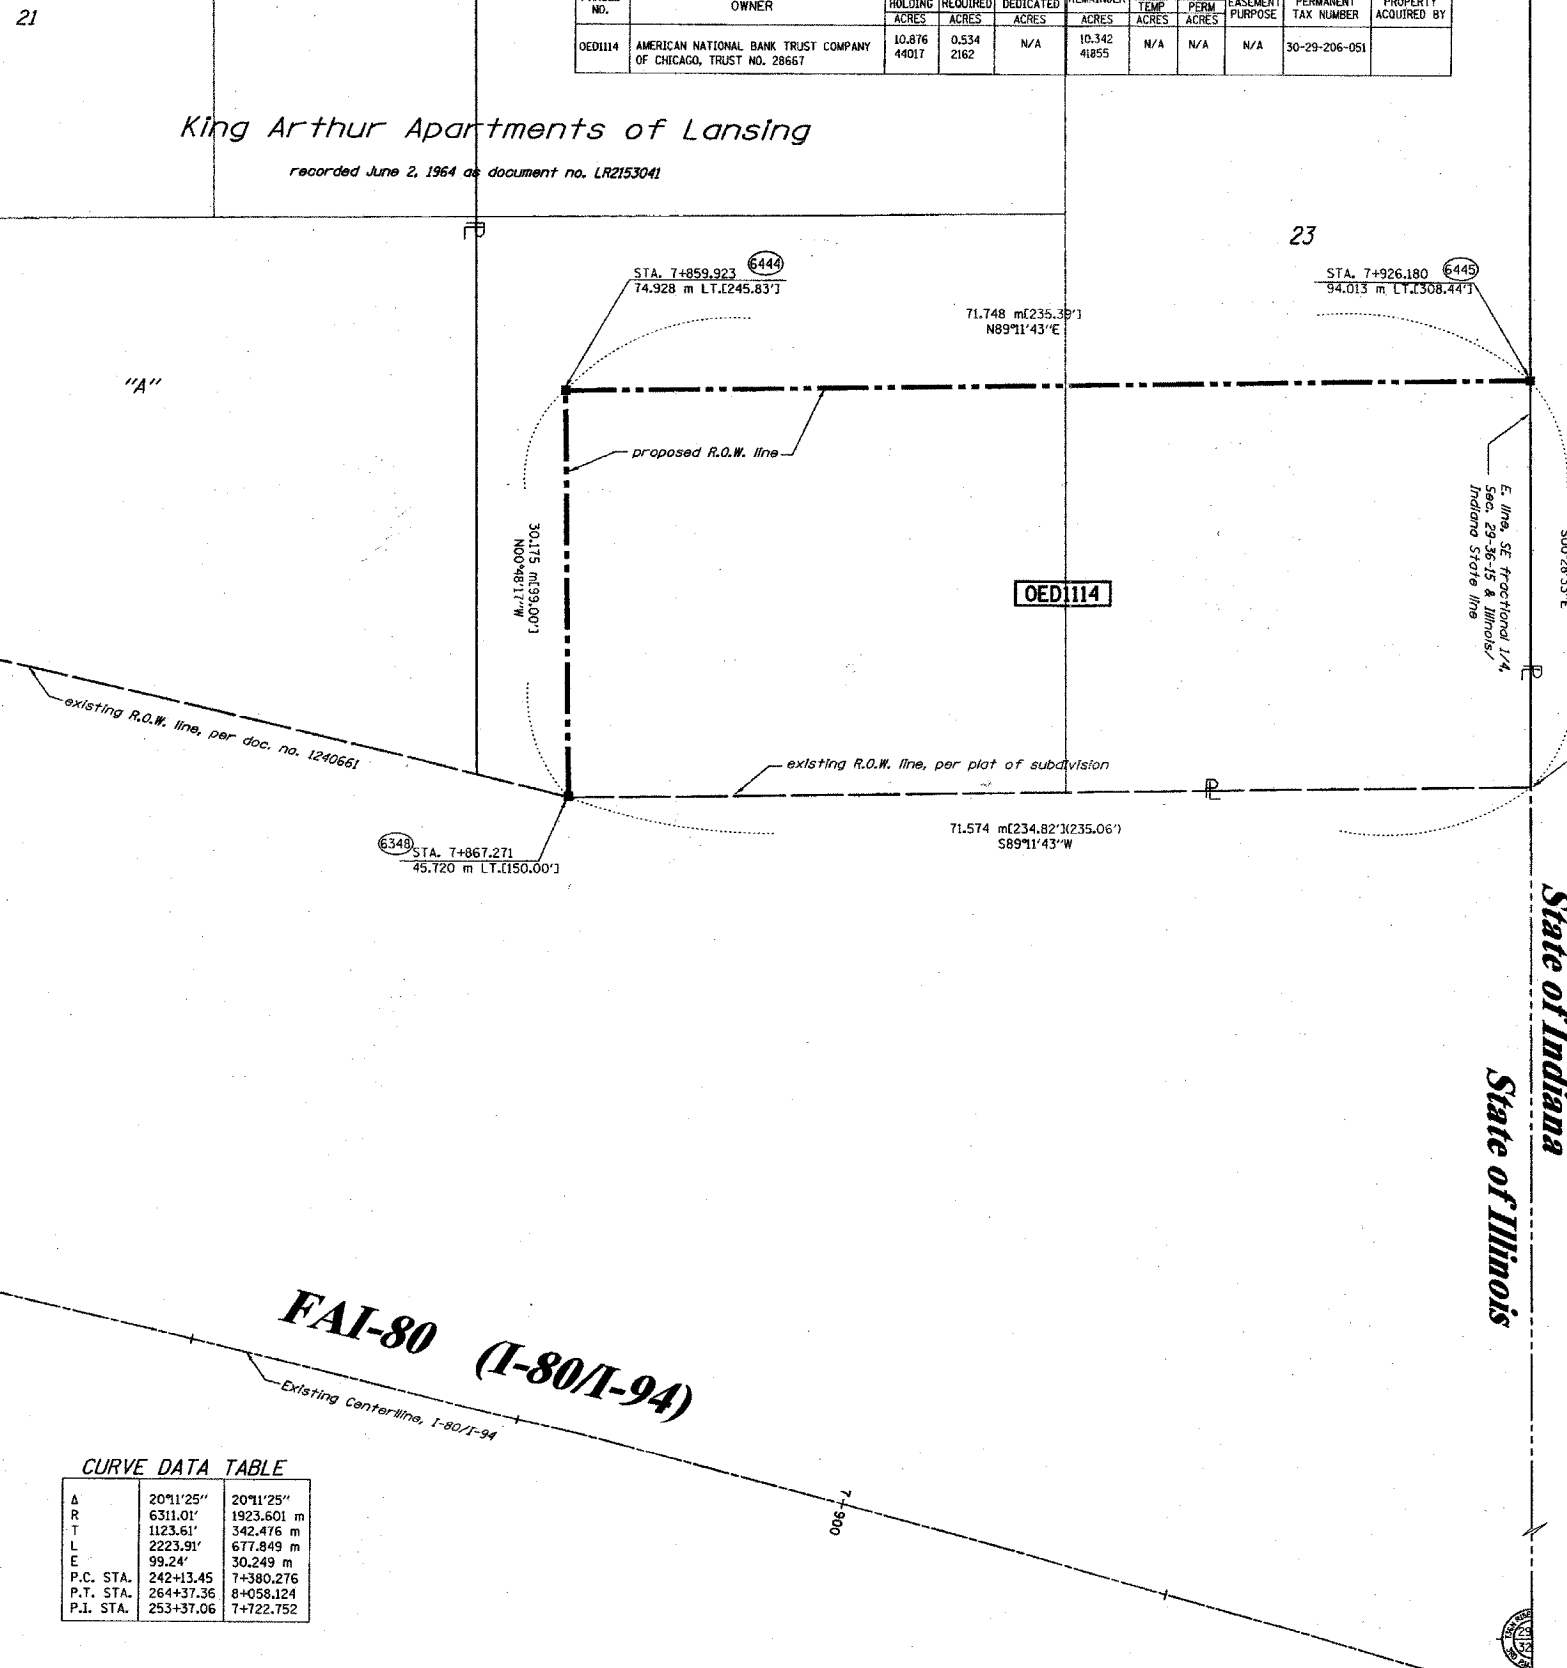 21
NO.
OWNER
HOLDING REQUIRED DEDICATED
TEMP PERM EASEMENT PERMANENT PROPERTY
ACRES ACRES ACRES ACRES ACRES ACRES PURPOSE TAX NUMBER ACQUIRED BY
OED1114 AMERICAN NATIONAL BANK TRUST COMPANY OF CHICAGO, TRUST NO. 28667
10.876 0.534 N/A 10.342 N/A N/A N/A 30-29-206-051
44017 2162 41855
King Arthur Apartments of Lansing
recorded June 2, 1964 as document no. LR2153041
23
STA. 7+859.923 6444
74.928 m LT.[245.83']
STA. 7+926.180 6445
94.013 m LT.[308.44']
71.748 m[235.39']
N89°11'43"E
"A"
proposed R.O.W. line
30.175 m[99.00']
N00°48'17"W
E. line, SE fractional 1/4,
Sec. 29-36-15 & Illinois/
Indiana State line
OED1114
existing R.O.W. line, per doc. no. 1240661
existing R.O.W. line, per plat of subdivision
71.574 m[234.82'](235.06')
S89°11'43"W
6348 STA. 7+867.271
45.720 m LT.[150.00']
State of Indiana
State of Illinois
FAI-80 (I-80/I-94)
Existing Centerline, I-80/I-94
7+900
CURVE DATA TABLE
Δ 20°11'25" 20°11'25"
R 6311.01' 1923.601 m
T 1123.61' 342.476 m
L 2223.91' 677.849 m
E 99.24' 30.249 m
P.C. STA. 242+13.45 7+380.276
P.T. STA. 264+37.36 8+058.124
P.I. STA. 253+37.06 7+722.752
29
32